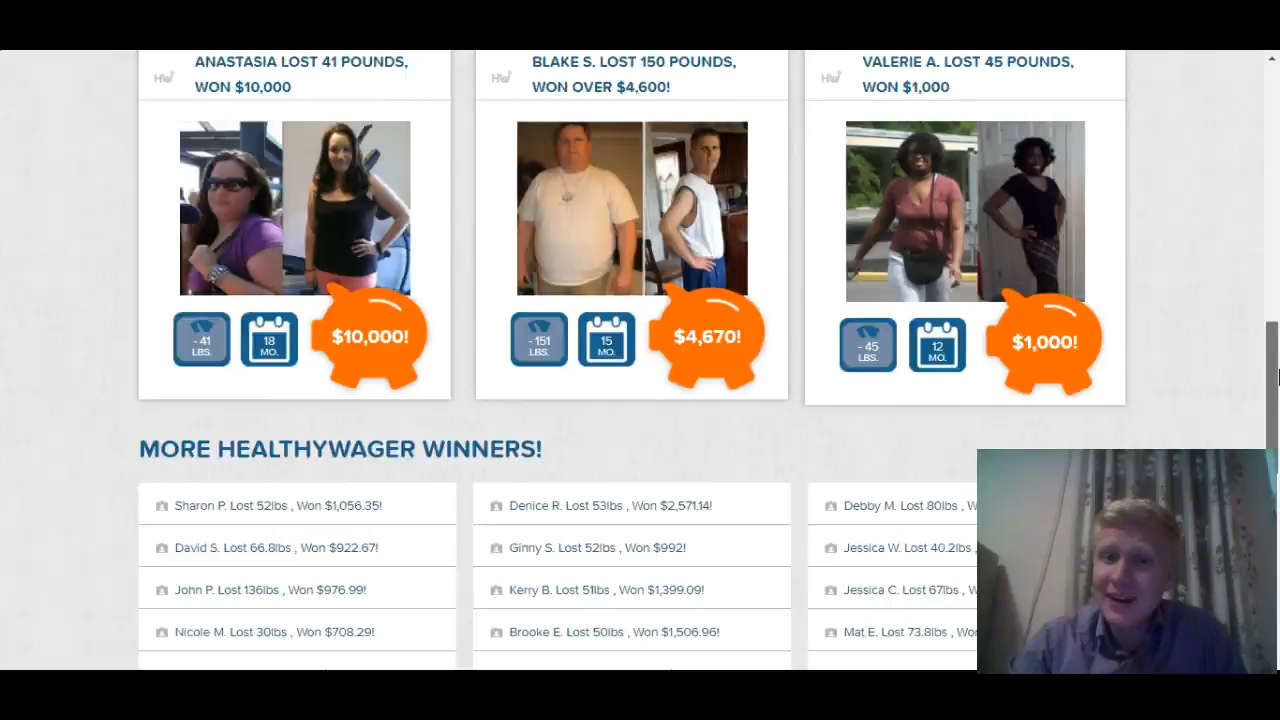 ANASTASIA LOST 41 POUNDS,
WON $10,000
BLAKE S. LOST 150 POUNDS,
WON OVER $4,600!
VALERIE A. LOST 45 POUNDS,
WON $1,000
HW
HW
HW
- 41
LBS.
18
MO.
$10,000!
- 151
LBS.
15
MO.
$4,670!
- 45
LBS.
12
MO.
$1,000!
MORE HEALTHYWAGER WINNERS!
Sharon P. Lost 52lbs , Won $1,056.35!
David S. Lost 66.8lbs , Won $922.67!
John P. Lost 136lbs , Won $976.99!
Nicole M. Lost 30lbs , Won $708.29!
Denice R. Lost 53lbs , Won $2,571.14!
Ginny S. Lost 52lbs , Won $992!
Kerry B. Lost 51lbs , Won $1,399.09!
Brooke E. Lost 50lbs , Won $1,506.96!
Debby M. Lost 80lbs , W
Jessica W. Lost 40.2lbs ,
Jessica C. Lost 67lbs , W
Mat E. Lost 73.8lbs , Wo